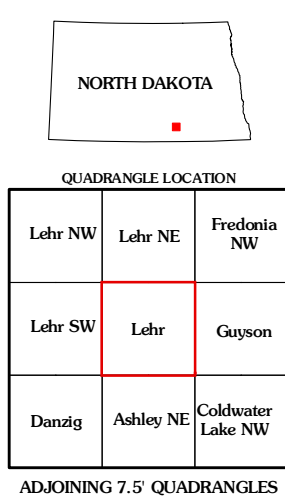 NORTH DAKOTA
QUADRANGLE LOCATION
Lehr NW
Lehr NE
Fredonia
NW
Lehr SW
Lehr
Guyson
Danzig
Ashley NE
Coldwater
Lake NW
ADJOINING 7.5' QUADRANGLES